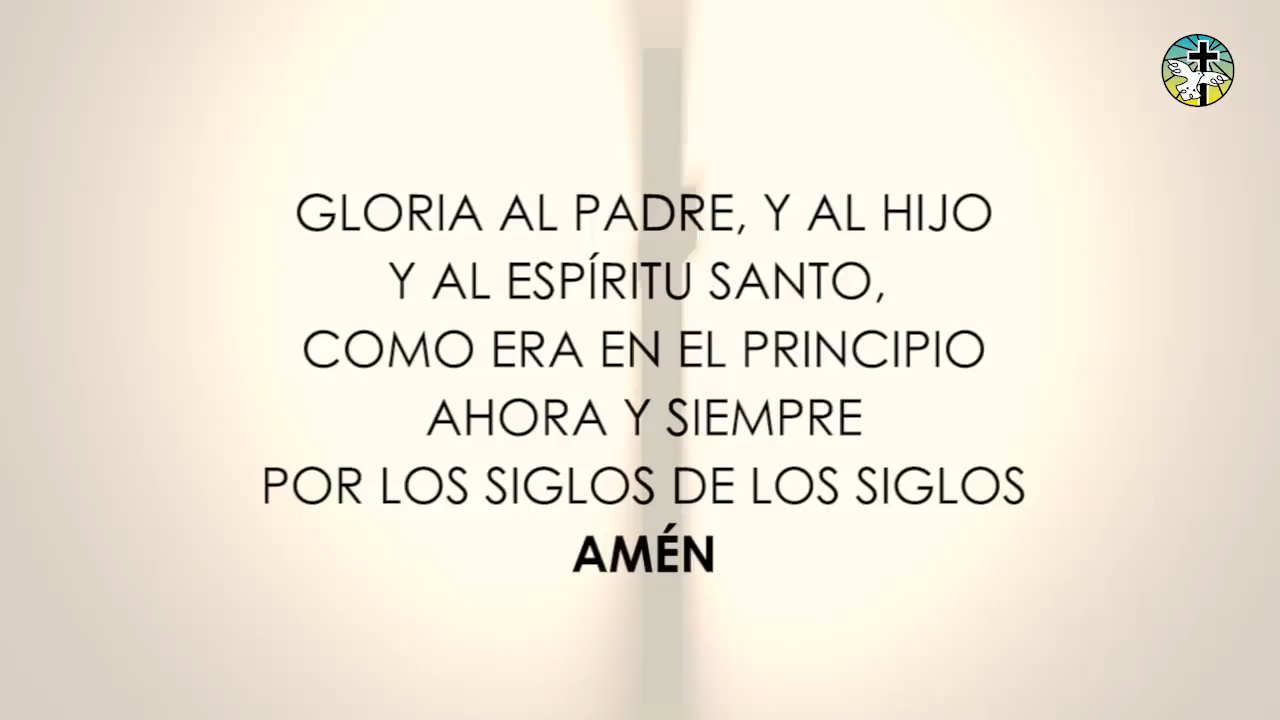 GLORIA AL PADRE, Y AL HIJO
Y AL ESPÍRITU SANTO,
COMO ERA EN EL PRINCIPIO
AHORA Y SIEMPRE
POR LOS SIGLOS DE LOS SIGLOS
AMÉN